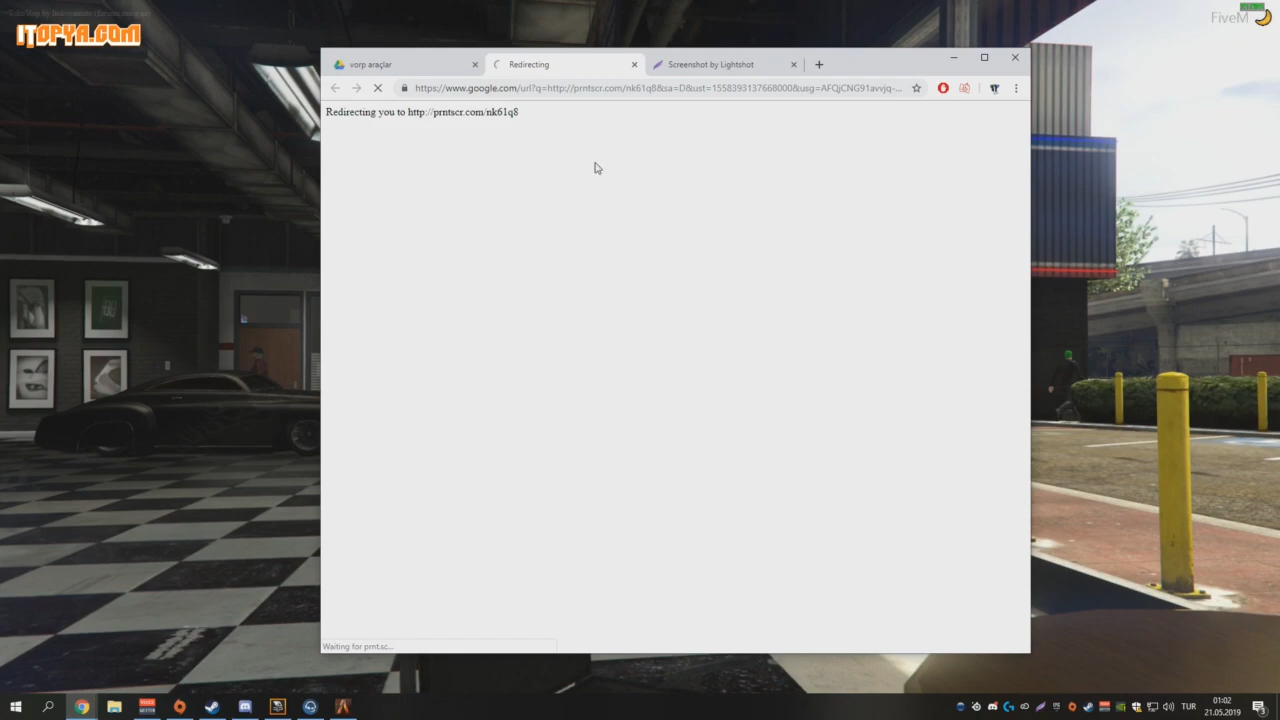 ITOPYA.COM
FiveM
vorp araçlar
Redirecting
Screenshot by Lightshot
https://www.google.com/url?q=http://prntscr.com/nk61q8&sa=D&ust=1558393137668000&usg=AFQjCNG91avvjq-...
Redirecting you to http://prntscr.com/nk61q8
Waiting for prnt.sc...
TUR
01:02
21.05.2019
3